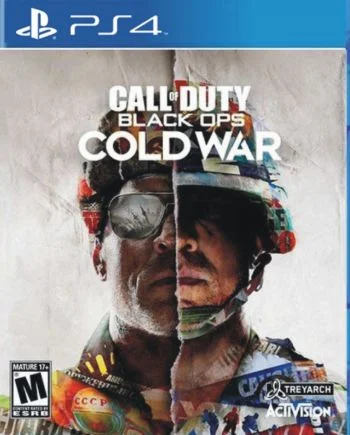 PS4
CALL OF DUTY
BLACK OPS
COLD WAR
MATURE 17+
M
CONTENT RATED BY
ESRB
CCCP
TREYARCH
ACTIVISION